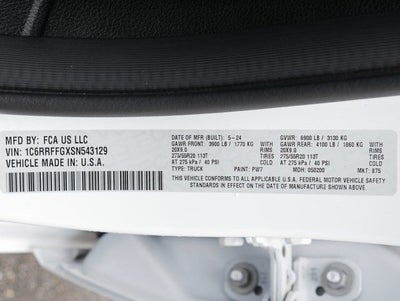 MFD BY: FCA US LLC
VIN: 1C6RRFFGXSN543129
VEHICLE MADE IN: U.S.A.
DATE OF MFR (BUILT): 5-24 GVWR: 6900 LB / 3130 KG
GAWR FRONT: 3900 LB / 1770 KG WITH GAWR REAR: 4100 LB / 1860 KG WITH
20X9.0 RIMS 20X9.0 RIMS
275/55R20 113T TIRES 275/55R20 113T TIRES
AT 275 kPa / 40 PSI COLD AT 275 kPa / 40 PSI COLD
TYPE: TRUCK PAINT: PW7 MDH: 050200 MKT: 875
THIS VEHICLE CONFORMS TO ALL APPLICABLE U.S.A. FEDERAL MOTOR VEHICLE SAFETY
STANDARDS IN EFFECT ON THE DATE OF MANUFACTURE SHOWN ABOVE.